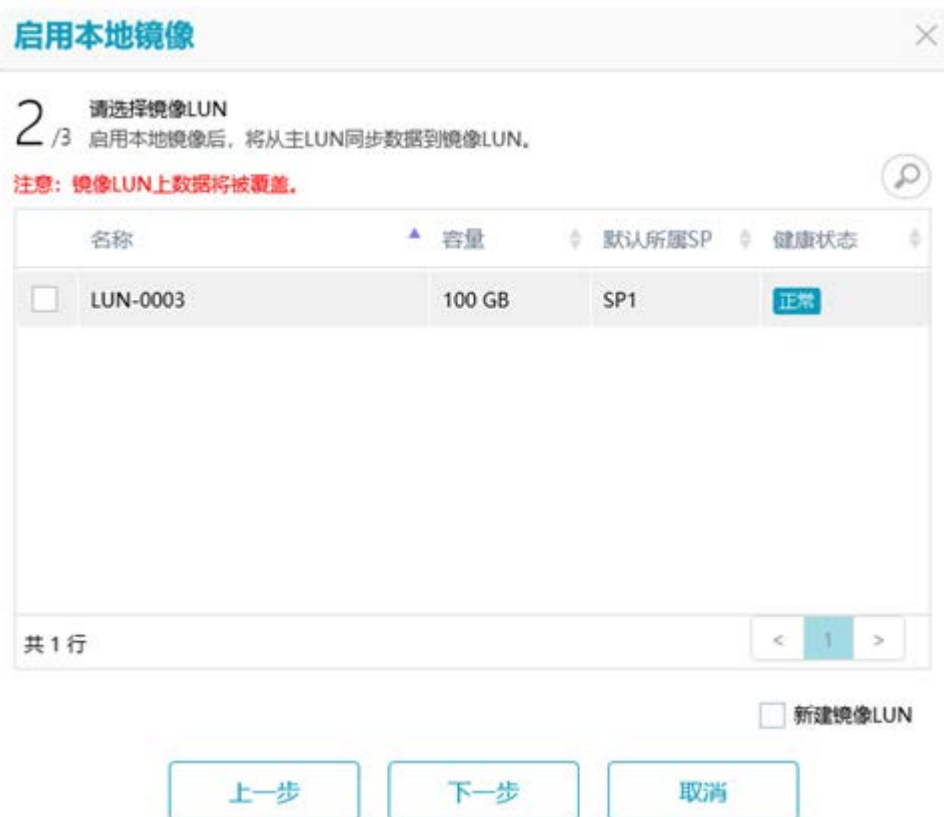 启用本地镜像
2/3 请选择镜像LUN
启用本地镜像后，将从主LUN同步数据到镜像LUN。
注意：镜像LUN上数据将被覆盖。
名称 容量 默认所属SP 健康状态
LUN-0003 100 GB SP1 正常
共 1 行 < 1 >
新建镜像LUN
上一步 下一步 取消